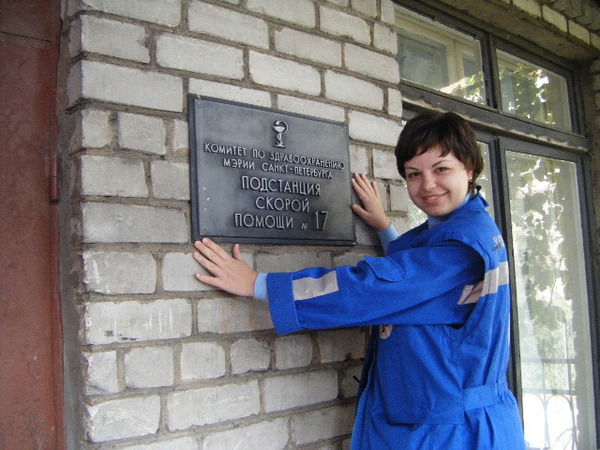 КОМИТЕТ ПО ЗДРАВООХРАНЕНИЮ
МЭРИИ САНКТ-ПЕТЕРБУРГА
ПОДСТАНЦИЯ
СКОРОЙ
ПОМОЩИ № 17